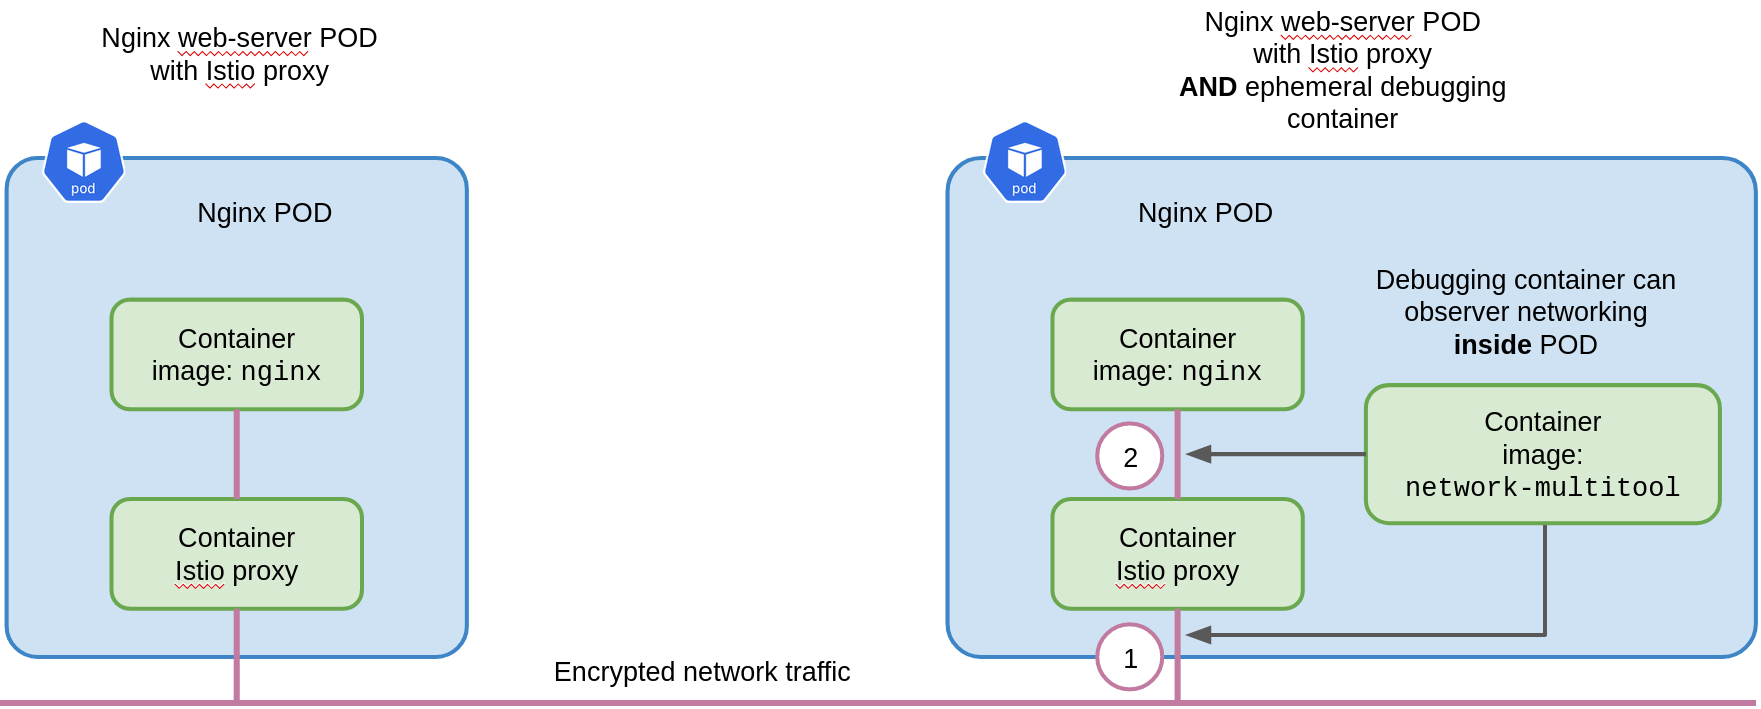 Nginx web-server POD
with Istio proxy
pod
Nginx POD
Container
image: nginx
Container
Istio proxy
Encrypted network traffic
Nginx web-server POD
with Istio proxy
AND ephemeral debugging
container
pod
Nginx POD
Debugging container can
observer networking
inside POD
Container
image: nginx
2
Container
image:
network-multitool
Container
Istio proxy
1